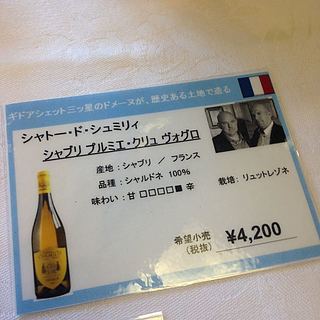 ギドアシェット三ツ星のドメーヌが、歴史ある土地で造る
シャトー・ド・シュミリィ
シャブリ プルミエ・クリュ ヴォグロ
産地：シャブリ ／ フランス
品種：シャルドネ 100%
栽培：リュットレゾネ
味わい：甘 □□□□■ 辛
希望小売
(税抜)
¥4,200